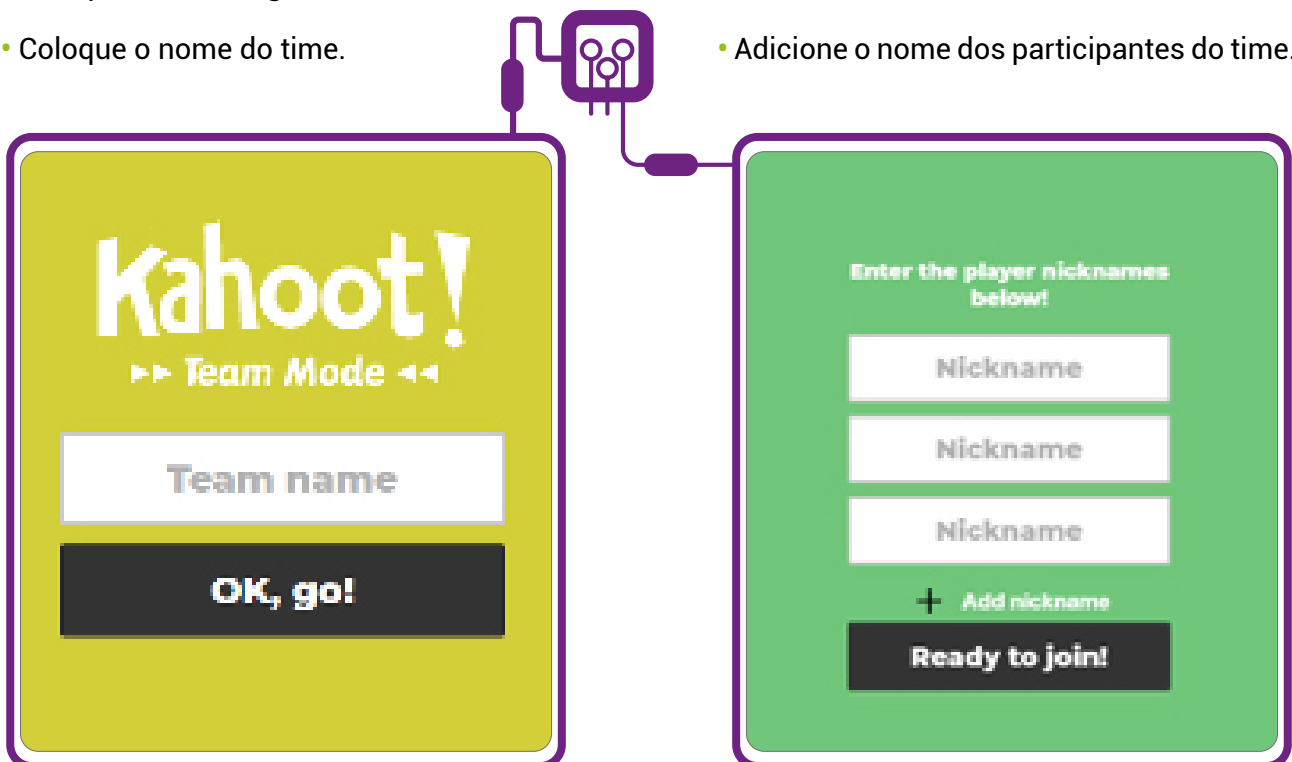 • Coloque o nome do time.
• Adicione o nome dos participantes do time.
Kahoot!
Team Mode
Team name
OK, go!
Enter the player nicknames
below!
Nickname
Nickname
Nickname
+ Add nickname
Ready to join!